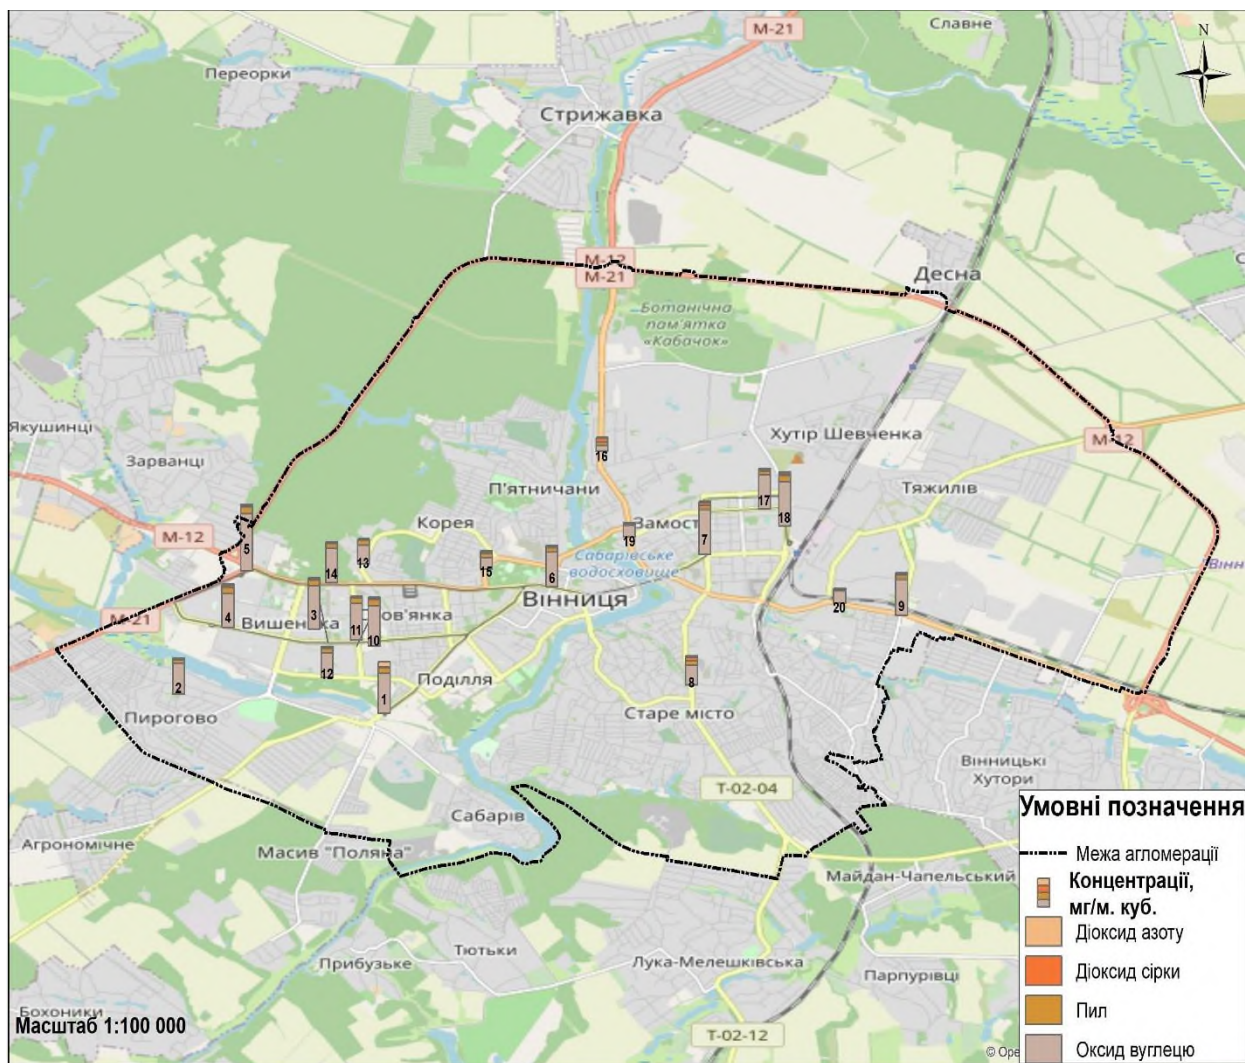 M-21
Славне
N
Переорки
Стрижавка
M-12
M-21
Десна
Ботанічна
пам'ятка
«Кабачок»
Якушинці
Зарванці
Хутір Шевченка
M-12
16
П'ятничани
17
Тяжилів
18
Корея
Замост
M-12
5
13
19
7
Сабарівське
водосховище
14
15
6
Вінниця
4
3
20
9
M-21
Вишенька
11
10
ов'янка
12
8
2
1
Поділля
Пирогово
Старе місто
Вінницькі
Хутори
T-02-04
Сабарів
Агрономічне
Масив "Поляна"
Майдан-Чапельський
Тютьки
Прибузьке
Лука-Мелешківська
Парпурівці
Бохоники
Масштаб 1:100 000
T-02-12
Умовні позначення
Межа агломерації
Концентрації,
мг/м. куб.
Діоксид азоту
Діоксид сірки
Пил
Оксид вуглецю